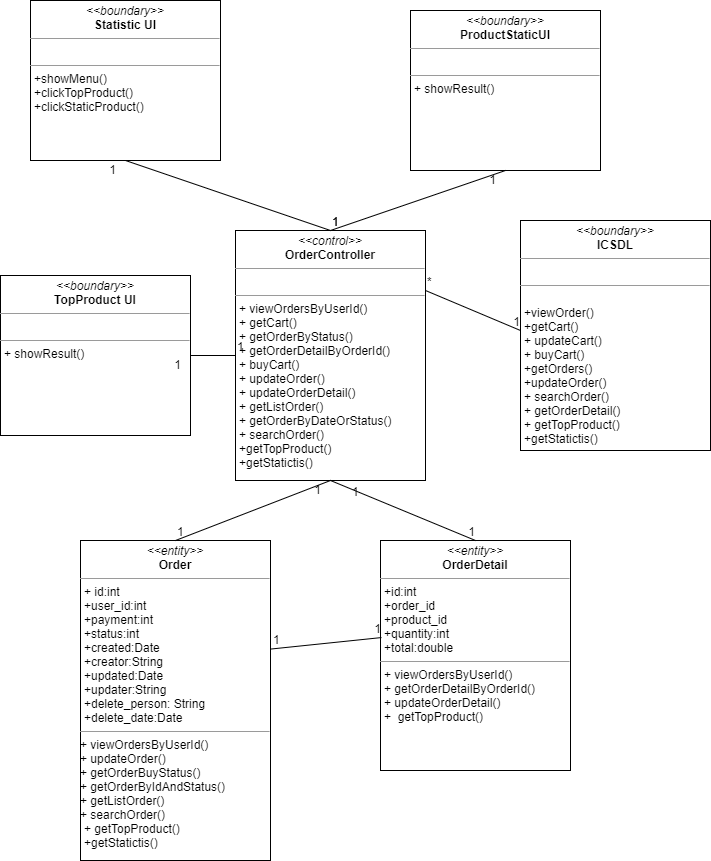 <<boundary>>
Statistic UI
+showMenu()
+clickTopProduct()
+clickStaticProduct()
1
<<boundary>>
ProductStaticUI
+ showResult()
1
1
<<control>>
OrderController
+ viewOrdersByUserId()
+ getCart()
+ getOrderByStatus()
+ getOrderDetailByOrderId()
+ buyCart()
+ updateOrder()
+ updateOrderDetail()
+ getListOrder()
+ getOrderByDateOrStatus()
+ searchOrder()
+getTopProduct()
+getStatictis()
<<boundary>>
ICSDL
+viewOrder()
+getCart()
+ updateCart()
+ buyCart()
+getOrders()
+updateOrder()
+ searchOrder()
+ getOrderDetail()
+ getTopProduct()
+getStatictis()
*
1
<<boundary>>
TopProduct UI
+ showResult()
1
1
1
1
1
1
<<entity>>
Order
+ id:int
+user_id:int
+payment:int
+status:int
+created:Date
+creator:String
+updated:Date
+updater:String
+delete_person: String
+delete_date:Date
+ viewOrdersByUserId()
+ updateOrder()
+ getOrderBuyStatus()
+ getOrderByIdAndStatus()
+ getListOrder()
+ searchOrder()
+ getTopProduct()
+getStatictis()
1
1
<<entity>>
OrderDetail
+id:int
+order_id
+product_id
+quantity:int
+total:double
+ viewOrdersByUserId()
+ getOrderDetailByOrderId()
+ updateOrderDetail()
+  getTopProduct()